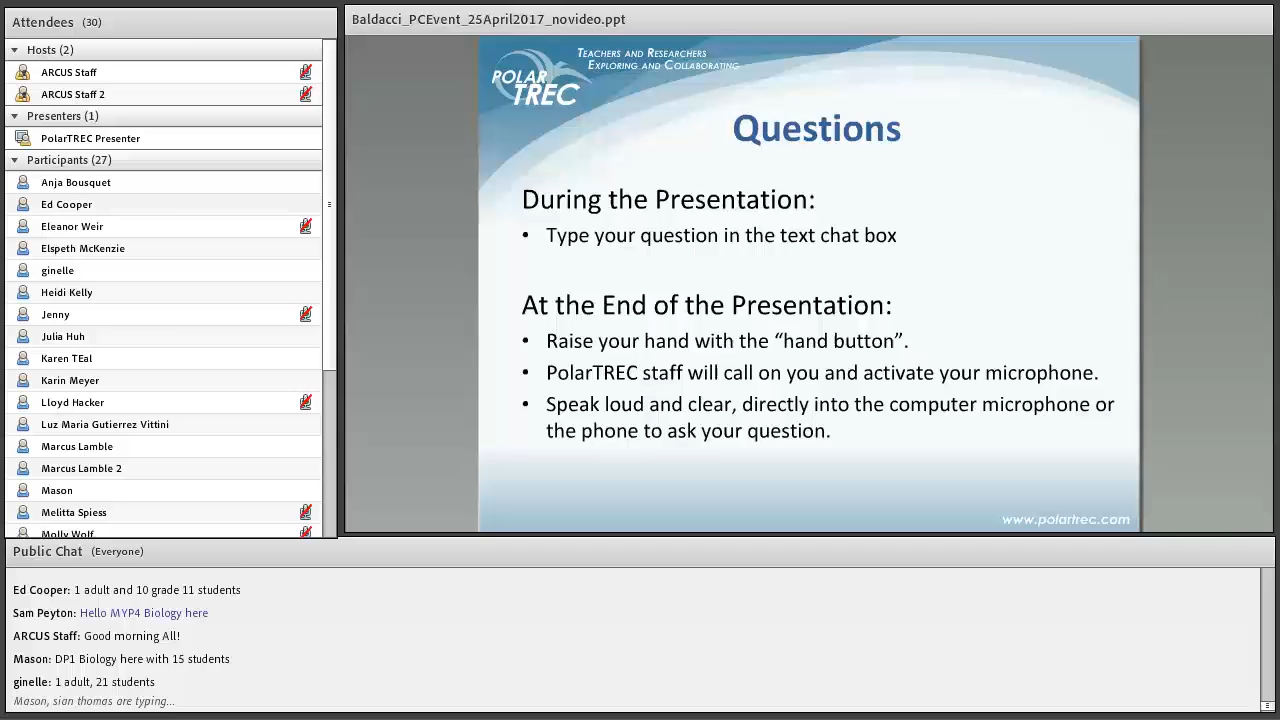 Attendees (30)
Hosts (2)
ARCUS Staff
ARCUS Staff 2
Presenters (1)
PolarTREC Presenter
Participants (27)
Anja Bousquet
Ed Cooper
Eleanor Weir
Elspeth McKenzie
ginelle
Heidi Kelly
Jenny
Julia Huh
Karen TEal
Karin Meyer
Lloyd Hacker
Luz Maria Gutierrez Vittini
Marcus Lamble
Marcus Lamble 2
Mason
Melitta Spiess
Molly Wolf
Baldacci_PCEvent_25April2017_novideo.ppt
POLAR TREC
TEACHERS AND RESEARCHERS
EXPLORING AND COLLABORATING
Questions
During the Presentation:
• Type your question in the text chat box
At the End of the Presentation:
• Raise your hand with the “hand button”.
• PolarTREC staff will call on you and activate your microphone.
• Speak loud and clear, directly into the computer microphone or
the phone to ask your question.
www.polartrec.com
Public Chat (Everyone)
Ed Cooper: 1 adult and 10 grade 11 students
Sam Peyton: Hello MYP4 Biology here
ARCUS Staff: Good morning All!
Mason: DP1 Biology here with 15 students
ginelle: 1 adult, 21 students
Mason, sian thomas are typing...